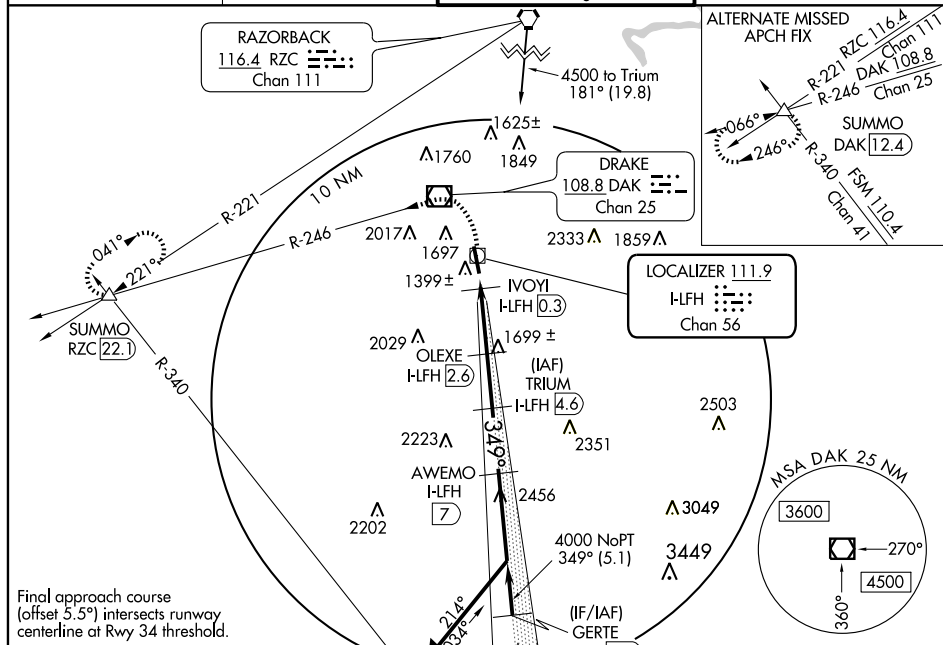 RAZORBACK
116.4 RZC
Chan 111
4500 to Trium
181° (19.8)
ALTERNATE MISSED
APCH FIX
R-221 RZC 116.4
Chan 111
R-246 DAK 108.8
Chan 25
066°
246°
SUMMO
DAK 12.4
R-340
FSM 110.4
Chan 41
1625±
1849
1760
10 NM
DRAKE
108.8 DAK
Chan 25
R-221
R-246
2017
1697
2333
1859
041°
221°
1399 ±
LOCALIZER 111.9
I-LFH
Chan 56
IVOYI
I-LFH 0.3
SUMMO
RZC 22.1
2029
1699 ±
OLEXE
I-LFH 2.6
(IAF)
TRIUM
I-LFH 4.6
R-340
2503
2351
349°
2223
AWEMO
I-LFH
7
2456
MSA DAK 25 NM
3600
270°
4500
360°
2202
3049
4000 NoPT
349° (5.1)
3449
Final approach course
(offset 5.5°) intersects runway
centerline at Rwy 34 threshold.
214°
034°
(IF/IAF)
GERTE